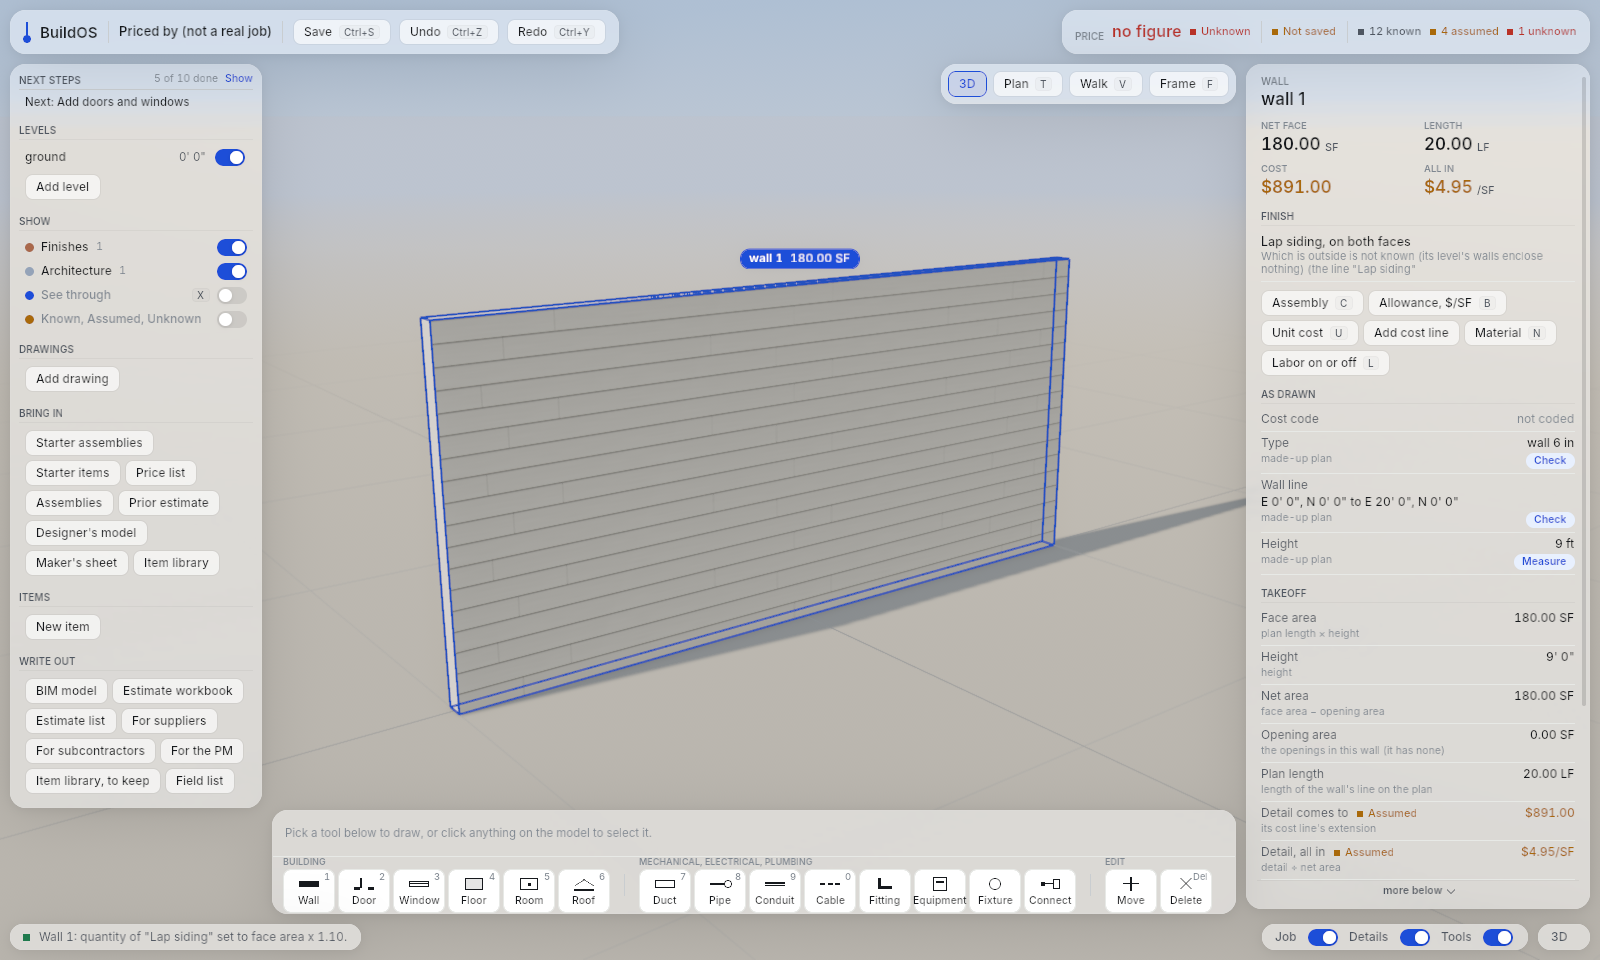 BuildOS
Priced by (not a real job)
Save Ctrl+S
Undo Ctrl+Z
Redo Ctrl+Y
PRICE no figure Unknown
Not saved
12 known 4 assumed 1 unknown
NEXT STEPS 5 of 10 done Show
Next: Add doors and windows
LEVELS
ground 0' 0"
Add level
SHOW
Finishes 1
Architecture 1
See through X
Known, Assumed, Unknown
DRAWINGS
Add drawing
BRING IN
Starter assemblies
Starter items Price list
Assemblies Prior estimate
Designer's model
Maker's sheet Item library
ITEMS
New item
WRITE OUT
BIM model Estimate workbook
Estimate list For suppliers
For subcontractors For the PM
Item library, to keep Field list
3D Plan T Walk V Frame F
wall 1 180.00 SF
WALL
wall 1
NET FACE LENGTH
180.00 SF 20.00 LF
COST ALL IN
$891.00 $4.95 /SF
FINISH
Lap siding, on both faces
Which is outside is not known (its level's walls enclose
nothing) (the line "Lap siding"
Assembly C Allowance, $/SF B
Unit cost U Add cost line Material N
Labor on or off L
AS DRAWN
Cost code not coded
Type wall 6 in
made-up plan Check
Wall line
E 0' 0", N 0' 0" to E 20' 0", N 0' 0"
made-up plan Check
Height 9 ft
made-up plan Measure
TAKEOFF
Face area 180.00 SF
plan length × height
Height 9' 0"
height
Net area 180.00 SF
face area − opening area
Opening area 0.00 SF
the openings in this wall (it has none)
Plan length 20.00 LF
length of the wall's line on the plan
Detail comes to Assumed $891.00
its cost line's extension
Detail, all in Assumed $4.95/SF
detail ÷ net area
more below
Pick a tool below to draw, or click anything on the model to select it.
BUILDING MECHANICAL, ELECTRICAL, PLUMBING EDIT
1 2 3 4 5 6 7 8 9 0 Del
Wall Door Window Floor Room Roof Duct Pipe Conduit Cable Fitting Equipment Fixture Connect Move Delete
Wall 1: quantity of "Lap siding" set to face area x 1.10.
Job Details Tools 3D